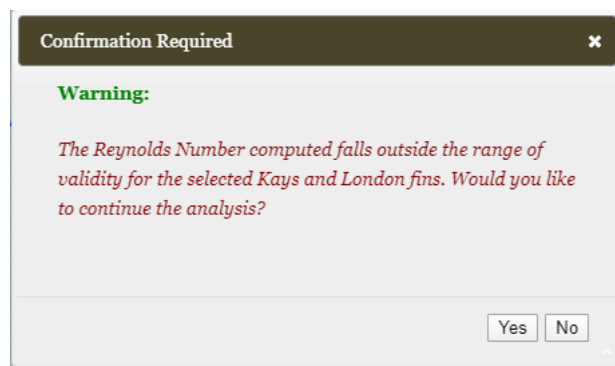 Confirmation Required
Warning:
The Reynolds Number computed falls outside the range of
validity for the selected Kays and London fins. Would you like
to continue the analysis?
Yes No